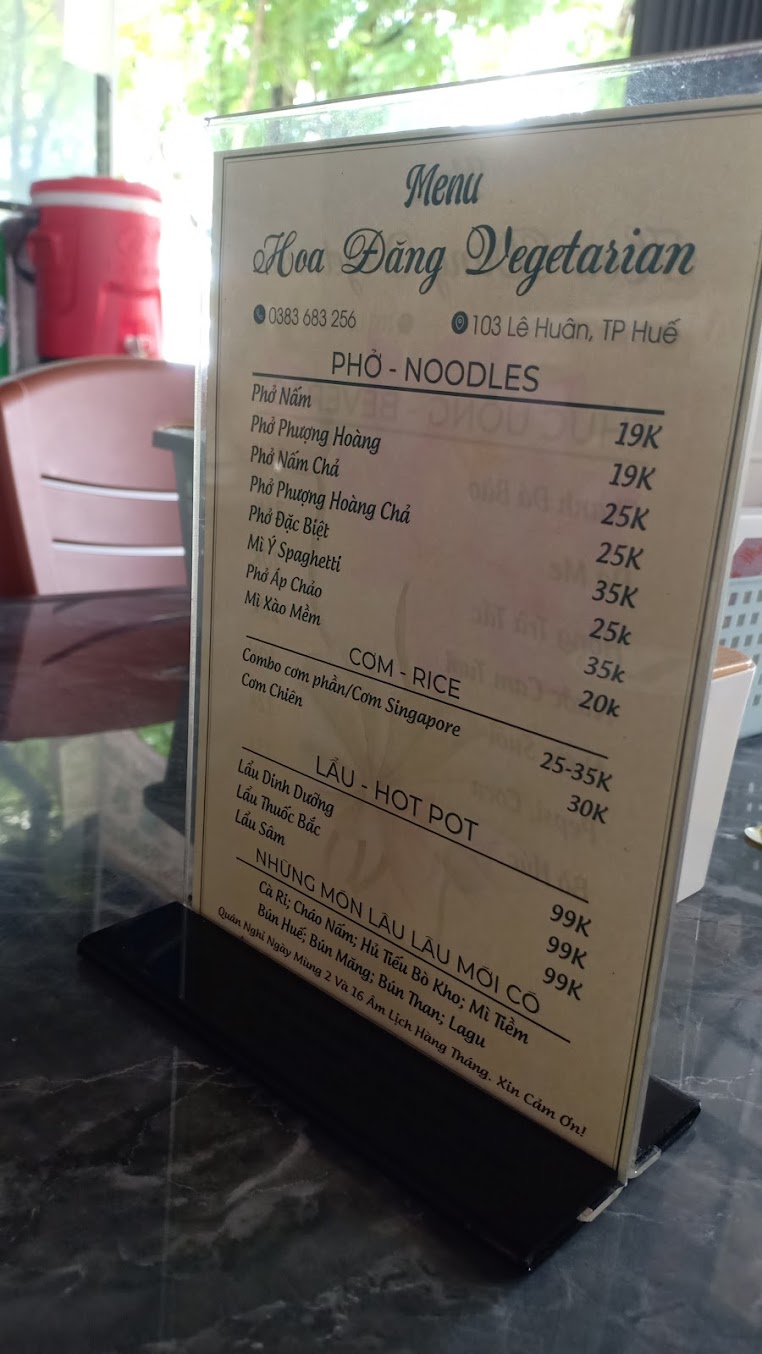 Menu
Hoa Đăng Vegetarian
0383 683 256 103 Lê Huân, TP Huế
PHỞ - NOODLES
Phở Nấm 19K
Phở Phượng Hoàng 19K
Phở Nấm Chả 25K
Phở Phượng Hoàng Chả 25K
Phở Đặc Biệt 35K
Mì Ý Spaghetti 25k
Phở Áp Chảo 35k
Mì Xào Mềm 20k
CƠM - RICE
Combo cơm phần/Cơm Singapore 25-35K
Cơm Chiên 30K
LẨU - HOT POT
Lẩu Dinh Dưỡng 99K
Lẩu Thuốc Bắc 99K
Lẩu Sâm 99K
NHỮNG MÓN LÂU LÂU MỚI CÓ
Cà Ri; Cháo Nấm; Hủ Tiếu Bò Kho; Mì Tiềm
Bún Huế; Bún Măng; Bún Than; Lagu
Quán Nghỉ Ngày Mùng 2 Và 16 Âm Lịch Hàng Tháng. Xin Cảm Ơn!